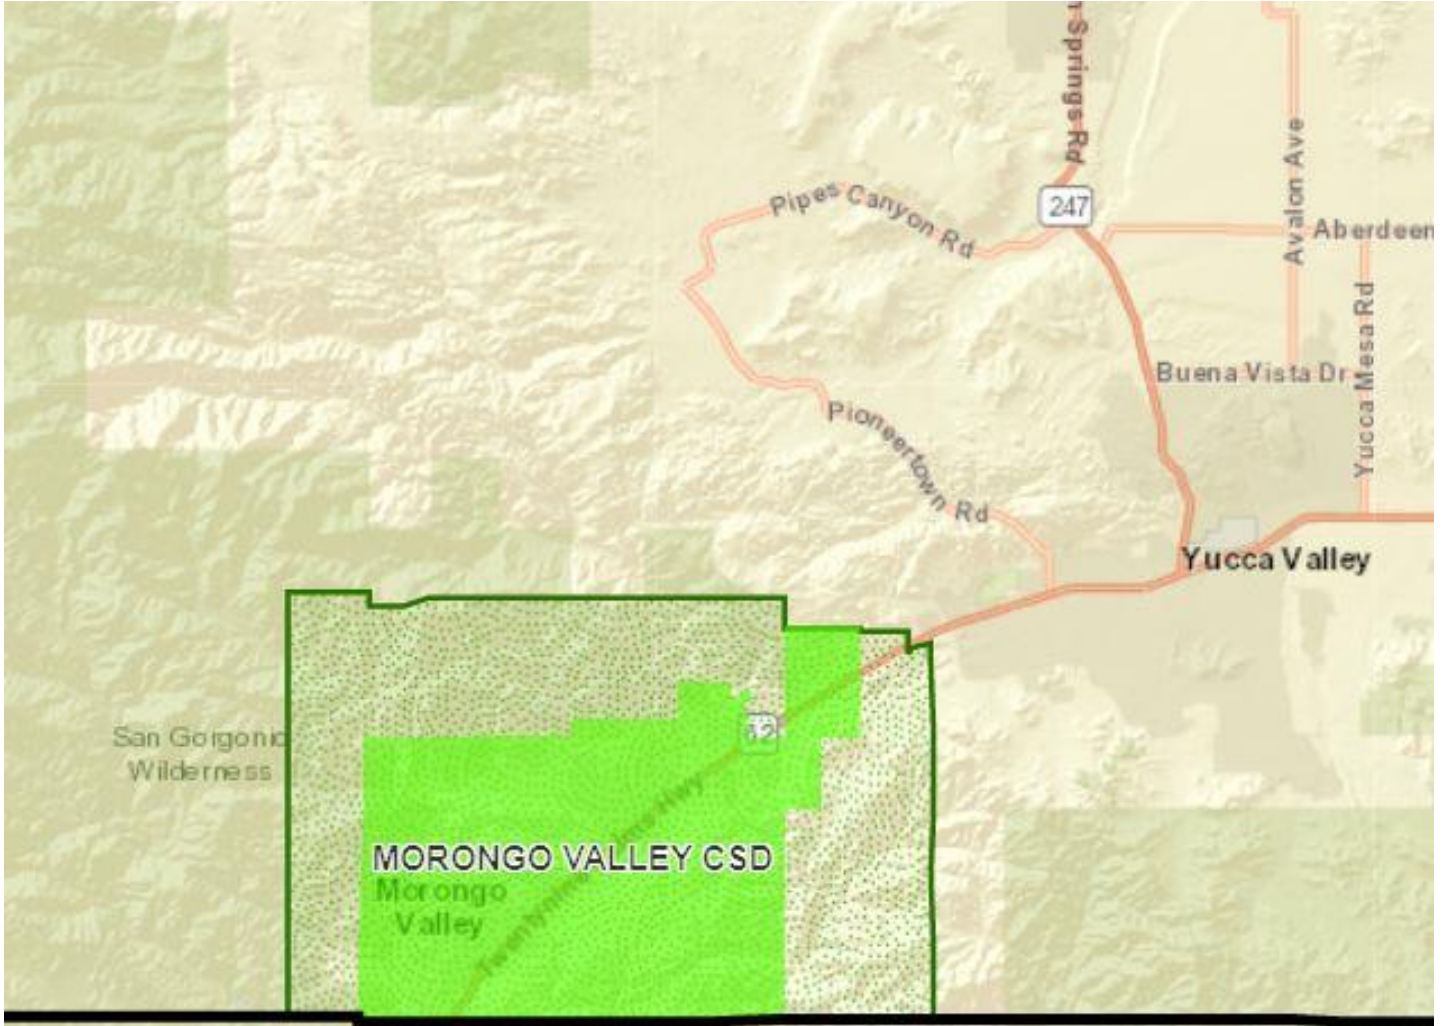 n Springs Rd
247
Pipes Canyon Rd
Avalon Ave
Aberdeen
Buena Vista Dr
Yucca Mesa Rd
Pioneertown Rd
Yucca Valley
San Gorgonio
Wilderness
MORONGO VALLEY CSD
Morongo
Valley
Hwy